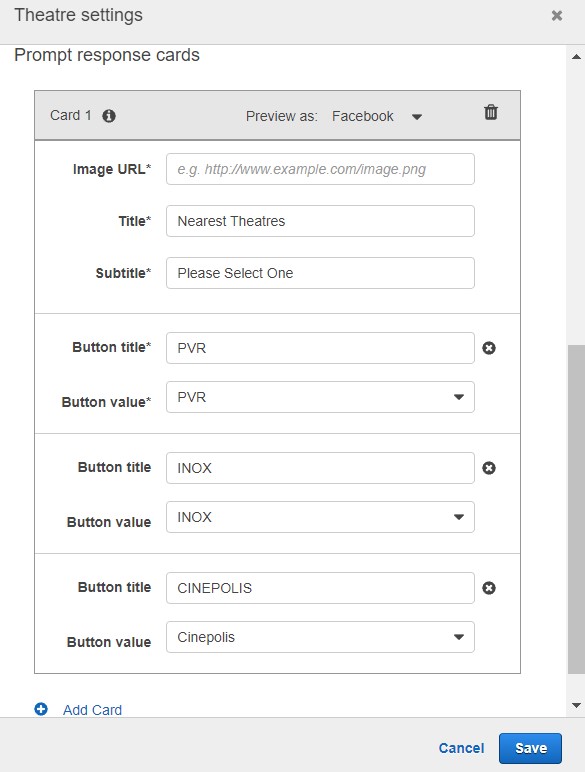 Theatre settings
Prompt response cards
Card 1 Preview as: Facebook
Image URL* e.g. http://www.example.com/image.png
Title* Nearest Theatres
Subtitle* Please Select One
Button title* PVR
Button value* PVR
Button title INOX
Button value INOX
Button title CINEPOLIS
Button value Cinepolis
Add Card
Cancel Save